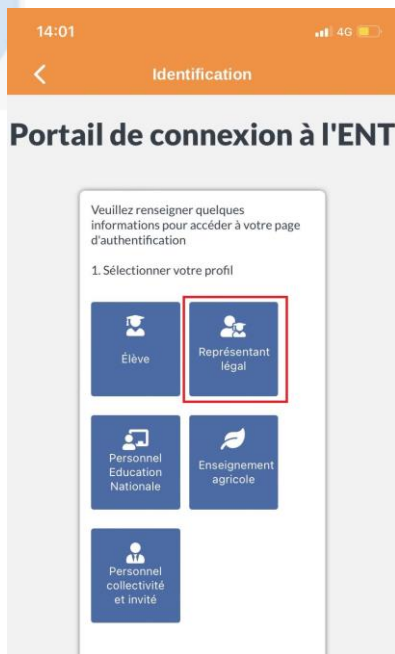 14:01
4G
Identification
Portail de connexion à l'ENT
Veuillez renseigner quelques
informations pour accéder à votre page
d'authentification
1. Sélectionner votre profil
Élève
Représentant
légal
Personnel
Education
Nationale
Enseignement
agricole
Personnel
collectivité
et invité